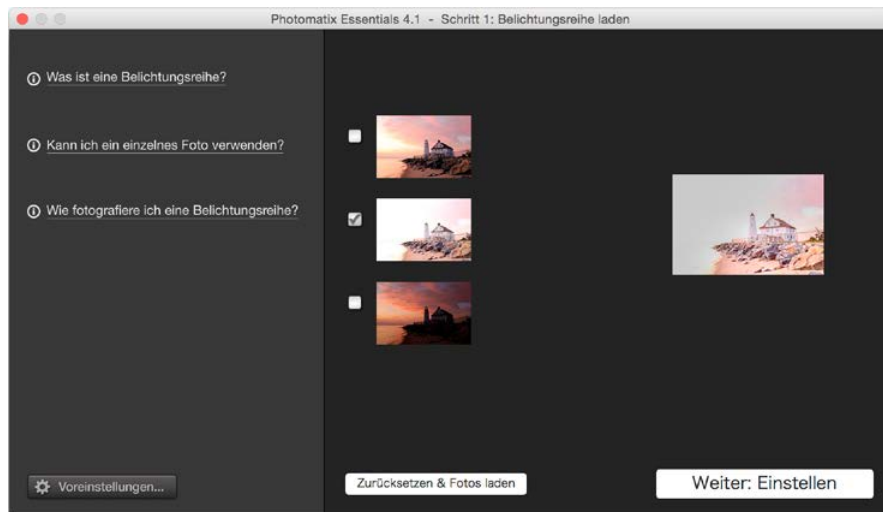 Photomatix Essentials 4.1 - Schritt 1: Belichtungsreihe laden
Was ist eine Belichtungsreihe?
Kann ich ein einzelnes Foto verwenden?
Wie fotografiere ich eine Belichtungsreihe?
Voreinstellungen...
Zurücksetzen & Fotos laden
Weiter: Einstellen